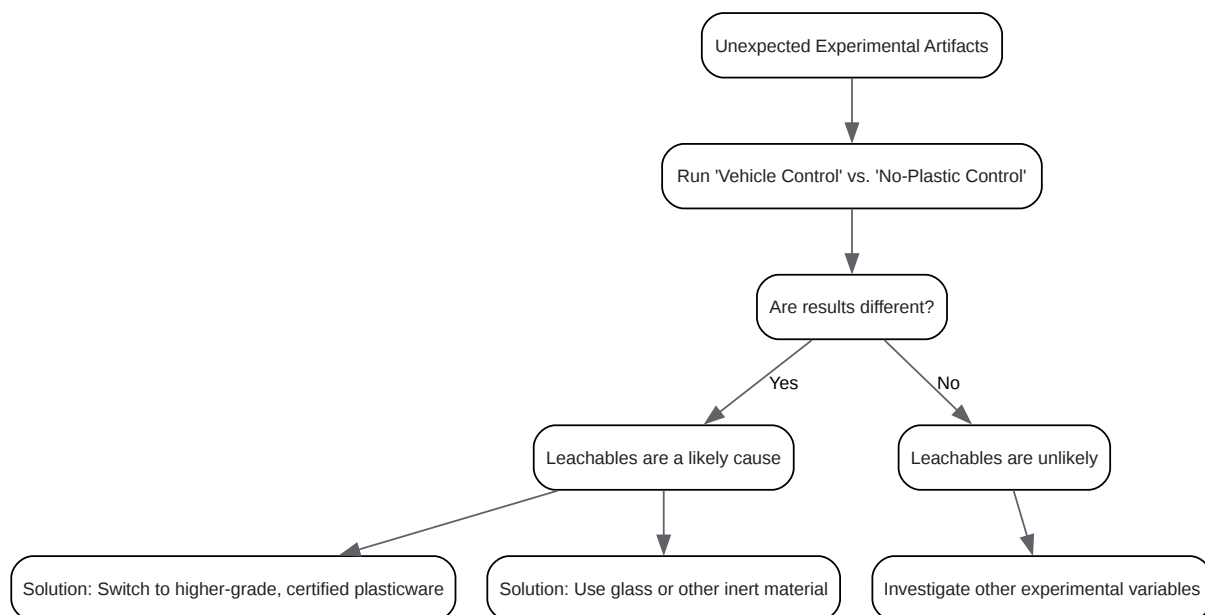 Unexpected Experimental Artifacts
Run 'Vehicle Control' vs. 'No-Plastic Control'
Are results different?
Yes
No
Leachables are a likely cause
Leachables are unlikely
Solution: Switch to higher-grade, certified plasticware
Solution: Use glass or other inert material
Investigate other experimental variables